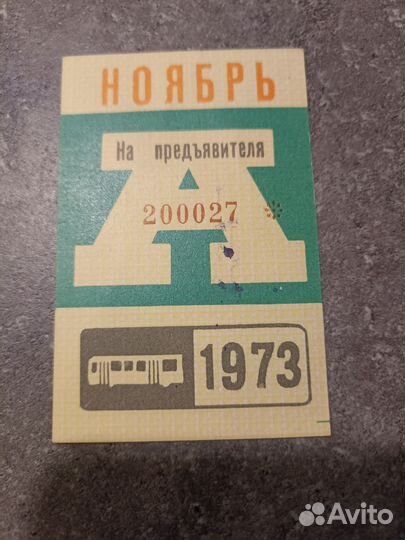 НОЯБРЬ
На предъявителя
А
200027
1973
Avito